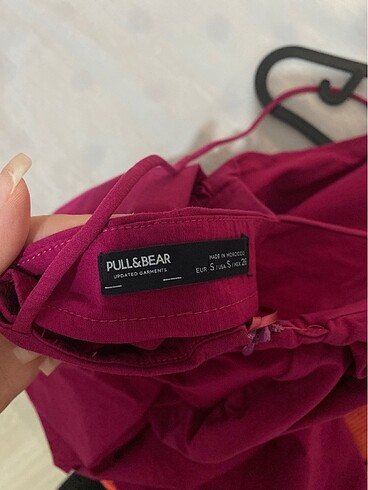 PULL&BEAR
UPDATED GARMENTS
MADE IN MOROCCO
EUR S | USA S | MEX 26